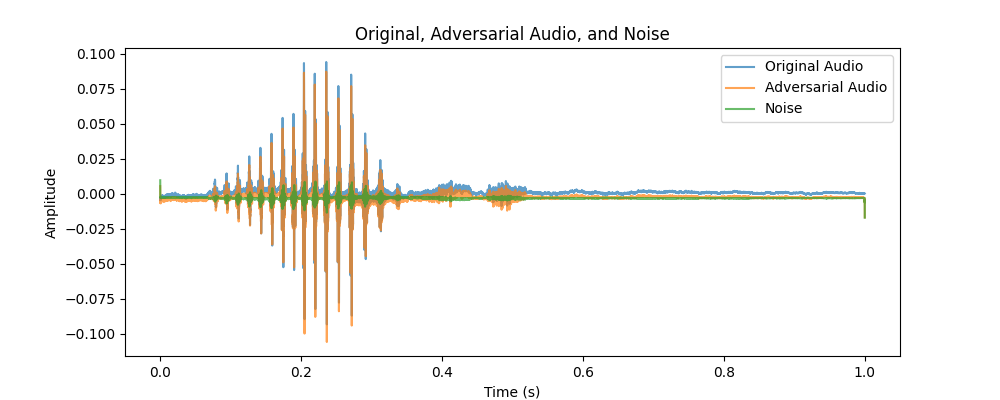 Original, Adversarial Audio, and Noise
Original Audio
Adversarial Audio
Noise
Amplitude
0.100
0.075
0.050
0.025
0.000
−0.025
−0.050
−0.075
−0.100
0.0 0.2 0.4 0.6 0.8 1.0
Time (s)